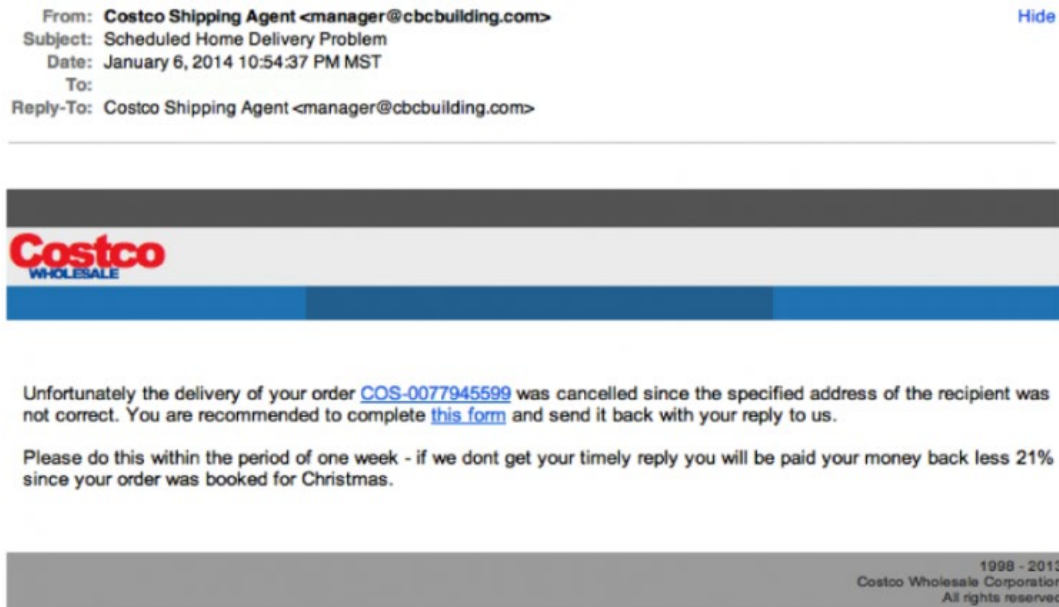 From: Costco Shipping Agent <manager@cbcbuilding.com>
Hide
Subject: Scheduled Home Delivery Problem
Date: January 6, 2014 10:54:37 PM MST
To:
Reply-To: Costco Shipping Agent <manager@cbcbuilding.com>
Costco
WHOLESALE
Unfortunately the delivery of your order COS-0077945599 was cancelled since the specified address of the recipient was
not correct. You are recommended to complete this form and send it back with your reply to us.
Please do this within the period of one week - if we dont get your timely reply you will be paid your money back less 21%
since your order was booked for Christmas.
1998 - 2013
Costco Wholesale Corporation
All rights reserved